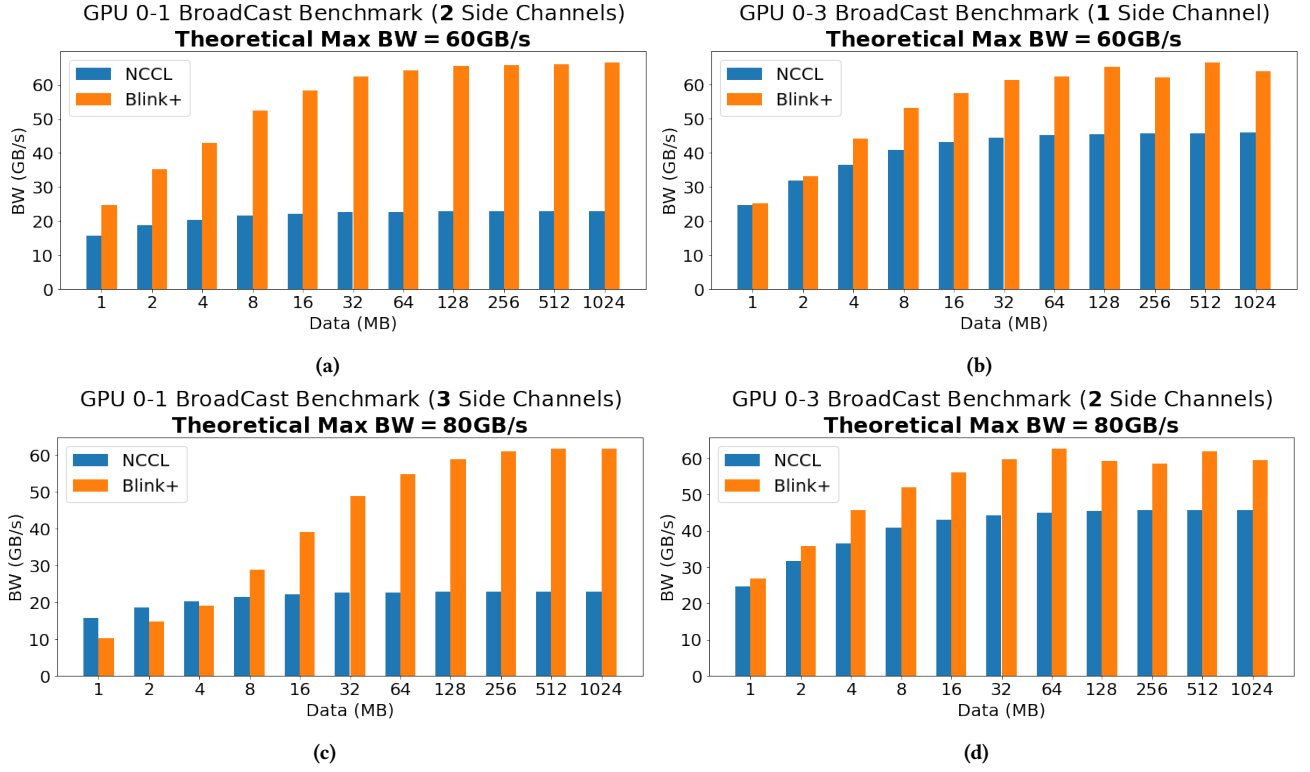 GPU 0-1 BroadCast Benchmark (2 Side Channels)
Theoretical Max BW = 60GB/s
NCCL
Blink+
BW (GB/s)
60
50
40
30
20
10
0
1 2 4 8 16 32 64 128 256 512 1024
Data (MB)
(a)
GPU 0-3 BroadCast Benchmark (1 Side Channel)
Theoretical Max BW = 60GB/s
NCCL
Blink+
BW (GB/s)
60
50
40
30
20
10
0
1 2 4 8 16 32 64 128 256 512 1024
Data (MB)
(b)
GPU 0-1 BroadCast Benchmark (3 Side Channels)
Theoretical Max BW = 80GB/s
NCCL
Blink+
BW (GB/s)
60
50
40
30
20
10
0
1 2 4 8 16 32 64 128 256 512 1024
Data (MB)
(c)
GPU 0-3 BroadCast Benchmark (2 Side Channels)
Theoretical Max BW = 80GB/s
NCCL
Blink+
BW (GB/s)
60
50
40
30
20
10
0
1 2 4 8 16 32 64 128 256 512 1024
Data (MB)
(d)